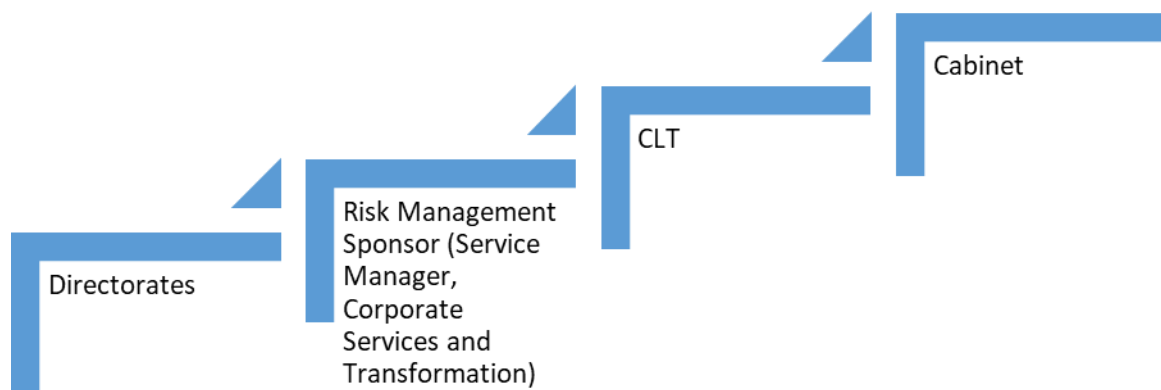 Directorates
Risk Management
Sponsor (Service
Manager,
Corporate
Services and
Transformation)
CLT
Cabinet